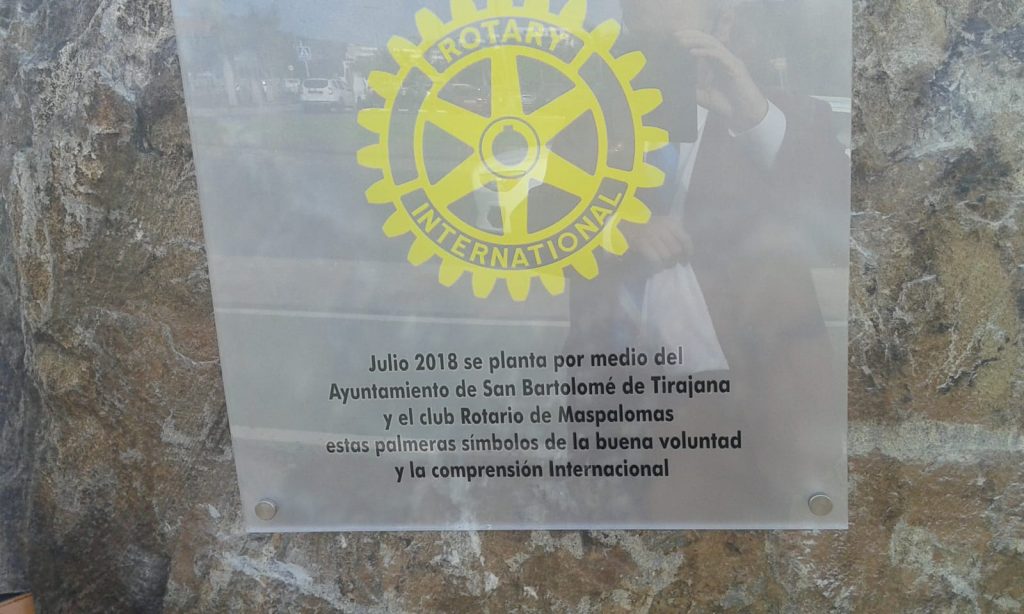 ROTARY
INTERNATIONAL
Julio 2018 se planta por medio del
Ayuntamiento de San Bartolomé de Tirajana
y el club Rotario de Maspalomas
estas palmeras símbolos de la buena voluntad
y la comprensión Internacional